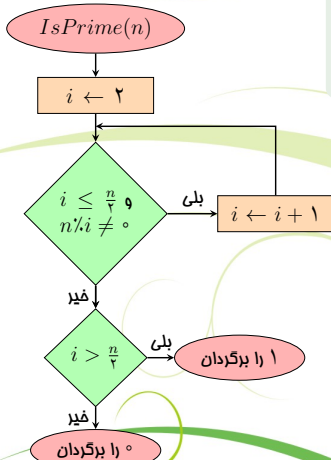 IsPrime(n)
i ← ۲
i ≤ n/۲ و
n٪i ≠ ۰
بلی
i ← i + ۱
خیر
i > n/۲
بلی
۱ را برگردان
خیر
۰ را برگردان